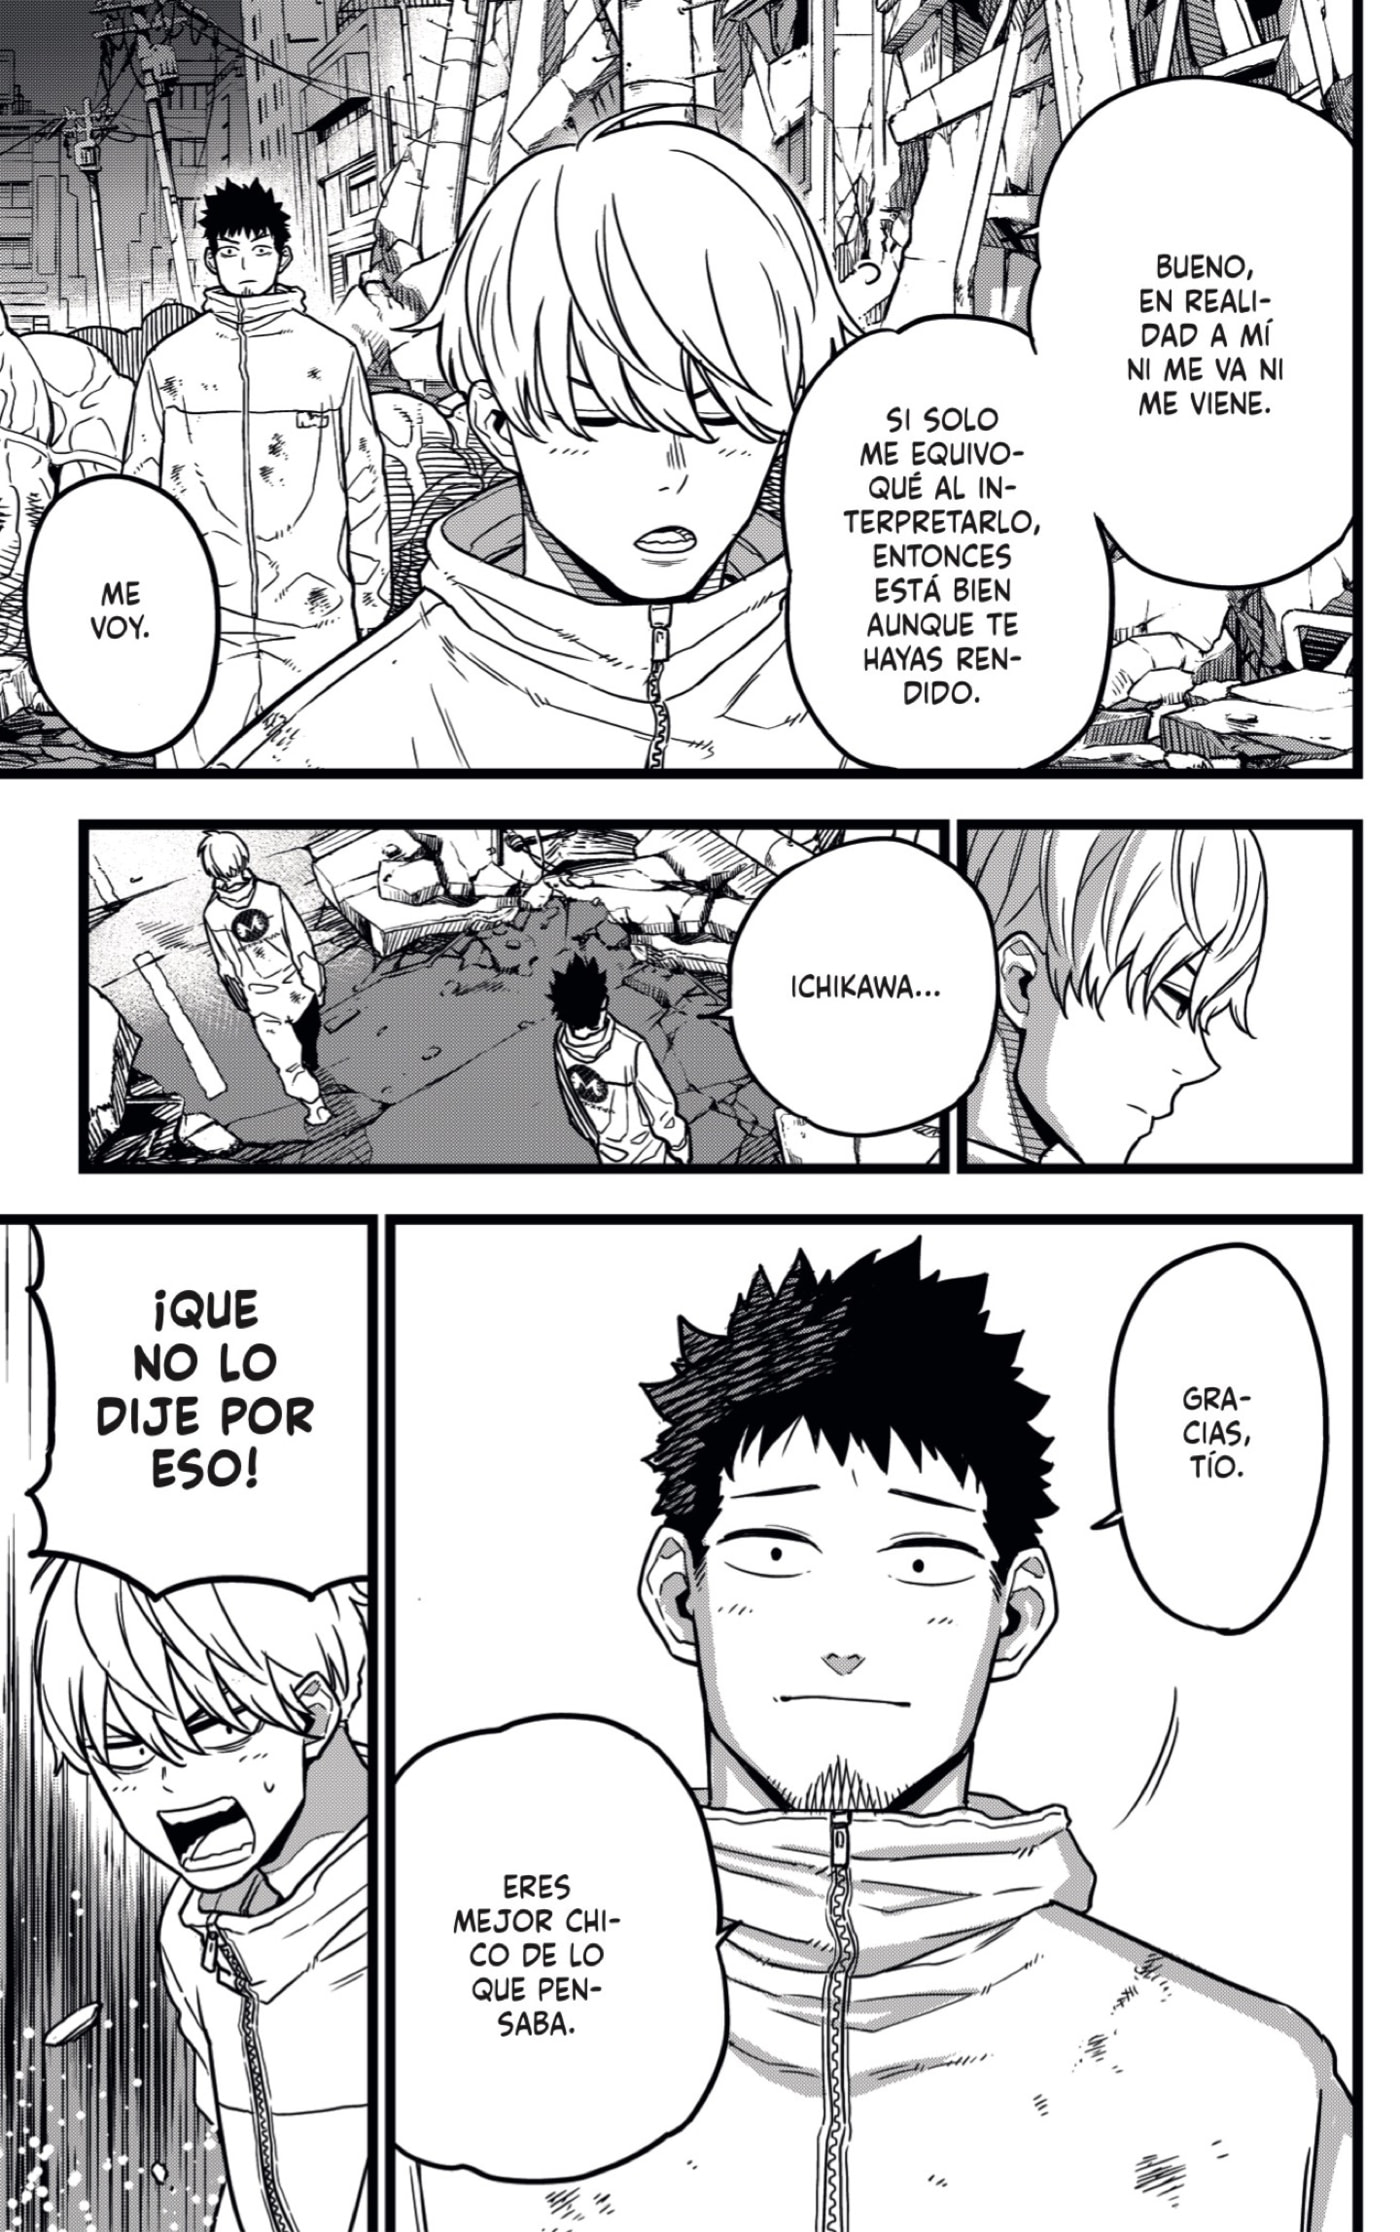 BUENO,
EN REALI-
DAD A MÍ
NI ME VA NI
ME VIENE.
SI SOLO
ME EQUIVO-
QUÉ AL IN-
TERPRETARLO,
ENTONCES
ESTÁ BIEN
AUNQUE TE
HAYAS REN-
DIDO.
ME
VOY.
ICHIKAWA...
GRA-
CIAS,
TÍO.
ERES
MEJOR CHI-
CO DE LO
QUE PEN-
SABA.
¡QUE
NO LO
DIJE POR
ESO!